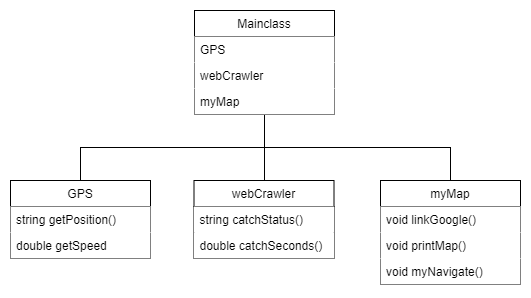 Mainclass
GPS
webCrawler
myMap
GPS
string getPosition()
double getSpeed
webCrawler
string catchStatus()
double catchSeconds()
myMap
void linkGoogle()
void printMap()
void myNavigate()